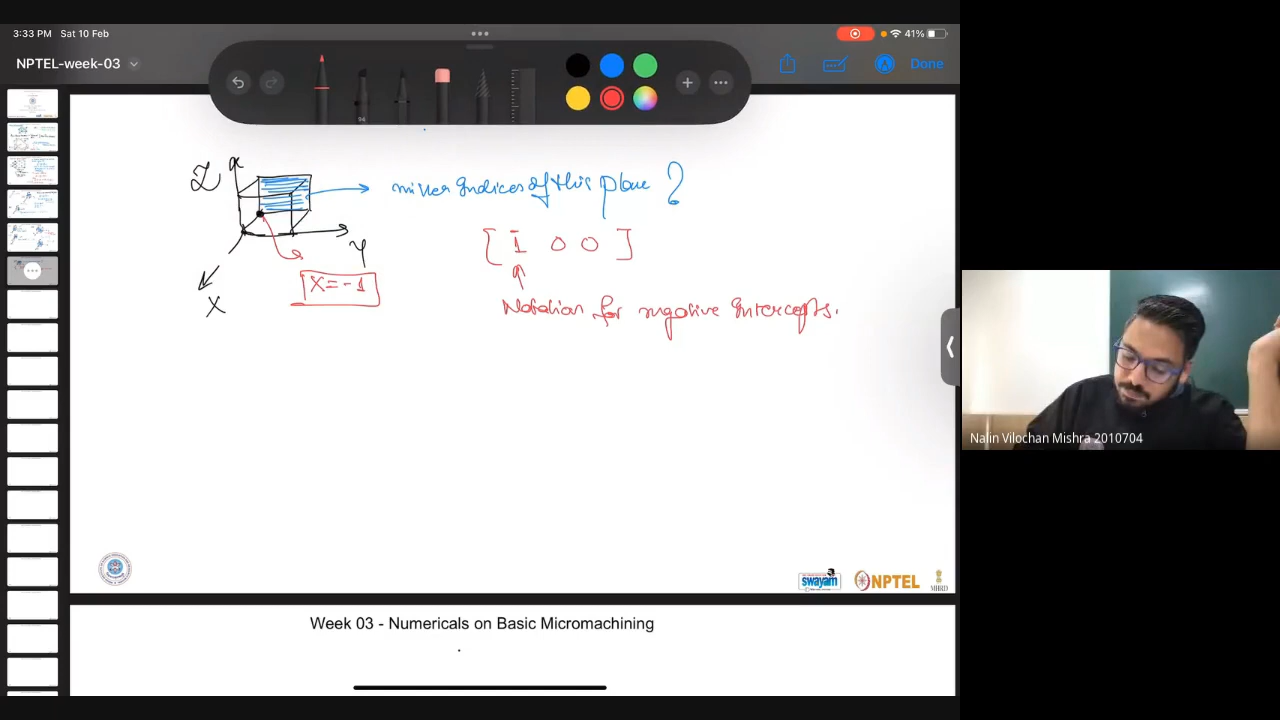 3:33 PM Sat 10 Feb
41%
NPTEL-week-03
Done
Z
miller Indices of this plane ?
Y
[ 1̄ 0 0 ]
X = -1
X
Notation for negative Intercepts.
Nalin Vilochan Mishra 2010704
swayam
NPTEL
MHRD
Week 03 - Numericals on Basic Micromachining